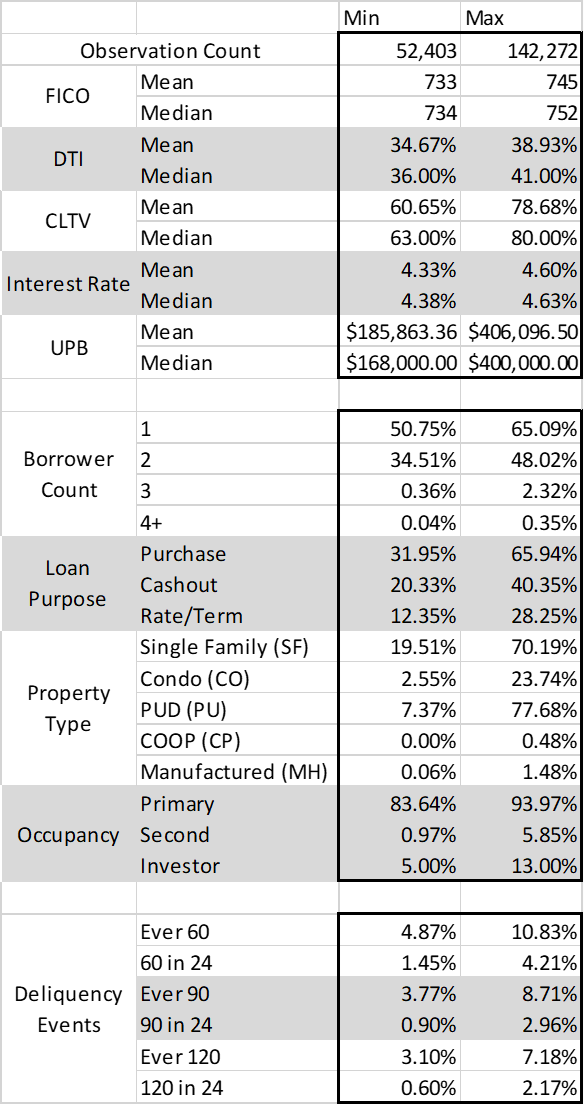 Min Max
Observation Count 52,403 142,272
FICO
Mean 733 745
Median 734 752
DTI
Mean 34.67% 38.93%
Median 36.00% 41.00%
CLTV
Mean 60.65% 78.68%
Median 63.00% 80.00%
Interest Rate
Mean 4.33% 4.60%
Median 4.38% 4.63%
UPB
Mean $185,863.36 $406,096.50
Median $168,000.00 $400,000.00
Borrower
Count
1 50.75% 65.09%
2 34.51% 48.02%
3 0.36% 2.32%
4+ 0.04% 0.35%
Loan
Purpose
Purchase 31.95% 65.94%
Cashout 20.33% 40.35%
Rate/Term 12.35% 28.25%
Property
Type
Single Family (SF) 19.51% 70.19%
Condo (CO) 2.55% 23.74%
PUD (PU) 7.37% 77.68%
COOP (CP) 0.00% 0.48%
Manufactured (MH) 0.06% 1.48%
Occupancy
Primary 83.64% 93.97%
Second 0.97% 5.85%
Investor 5.00% 13.00%
Deliquency
Events
Ever 60 4.87% 10.83%
60 in 24 1.45% 4.21%
Ever 90 3.77% 8.71%
90 in 24 0.90% 2.96%
Ever 120 3.10% 7.18%
120 in 24 0.60% 2.17%